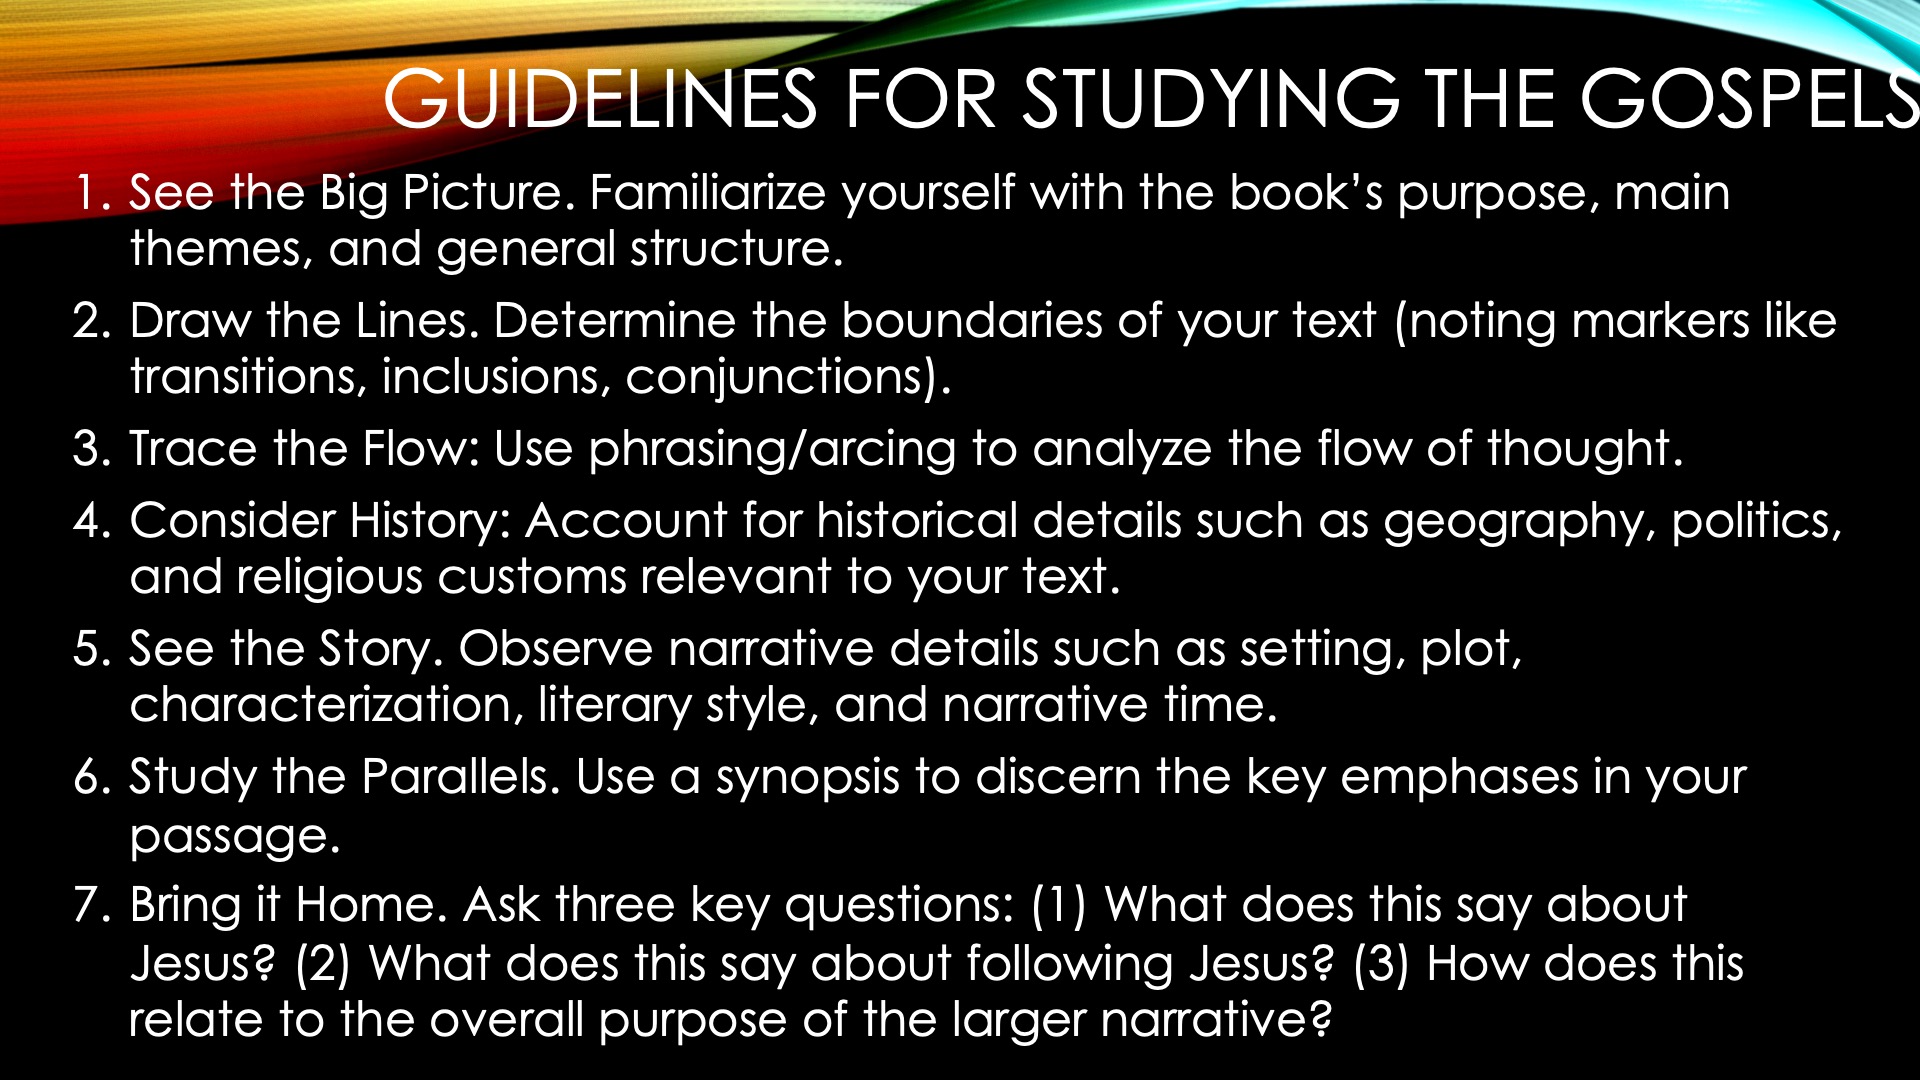 GUIDELINES FOR STUDYING THE GOSPELS
1. See the Big Picture. Familiarize yourself with the book’s purpose, main
themes, and general structure.
2. Draw the Lines. Determine the boundaries of your text (noting markers like
transitions, inclusions, conjunctions).
3. Trace the Flow: Use phrasing/arcing to analyze the flow of thought.
4. Consider History: Account for historical details such as geography, politics,
and religious customs relevant to your text.
5. See the Story. Observe narrative details such as setting, plot,
characterization, literary style, and narrative time.
6. Study the Parallels. Use a synopsis to discern the key emphases in your
passage.
7. Bring it Home. Ask three key questions: (1) What does this say about
Jesus? (2) What does this say about following Jesus? (3) How does this
relate to the overall purpose of the larger narrative?